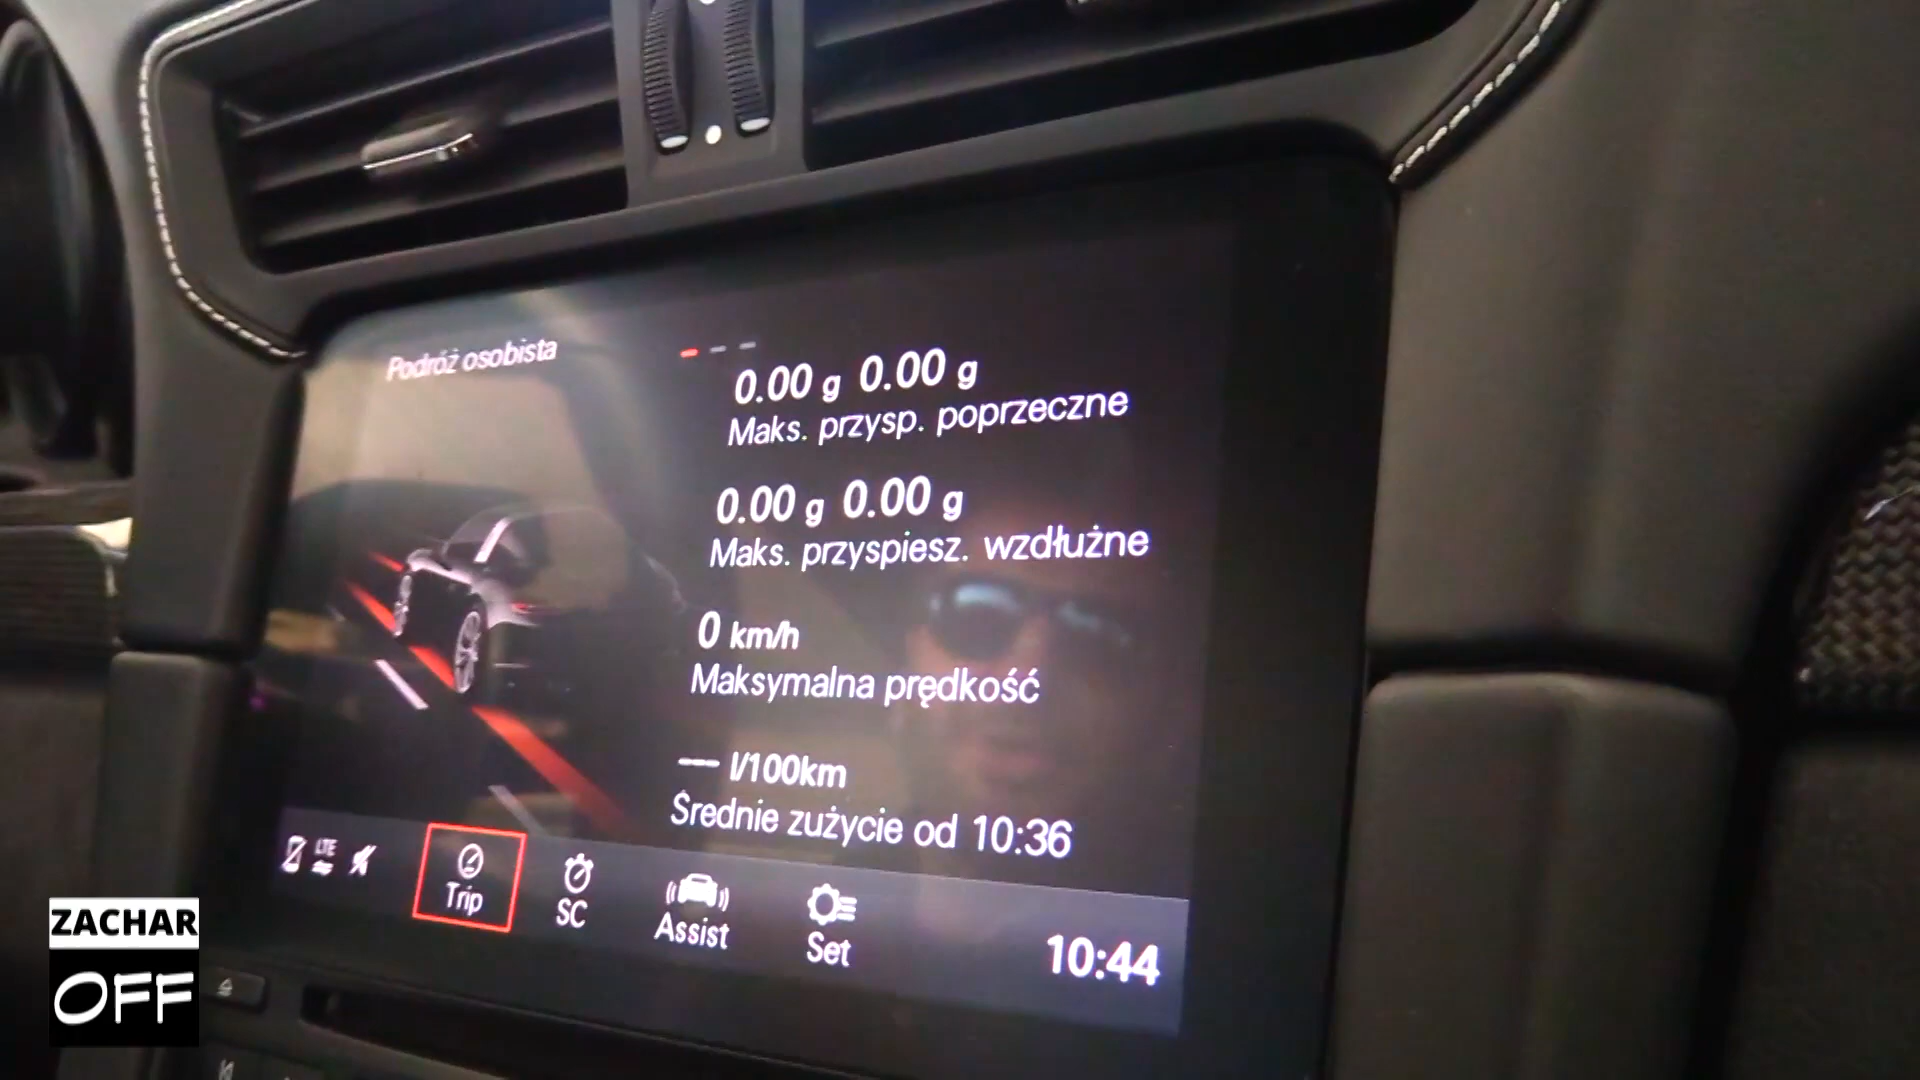 Podróż osobista
0.00 g 0.00 g
Maks. przysp. poprzeczne
0.00 g 0.00 g
Maks. przyspiesz. wzdłużne
0 km/h
Maksymalna prędkość
--- l/100km
Średnie zużycie od 10:36
LTE
Trip
SC
Assist
Set
10:44
ZACHAR
OFF